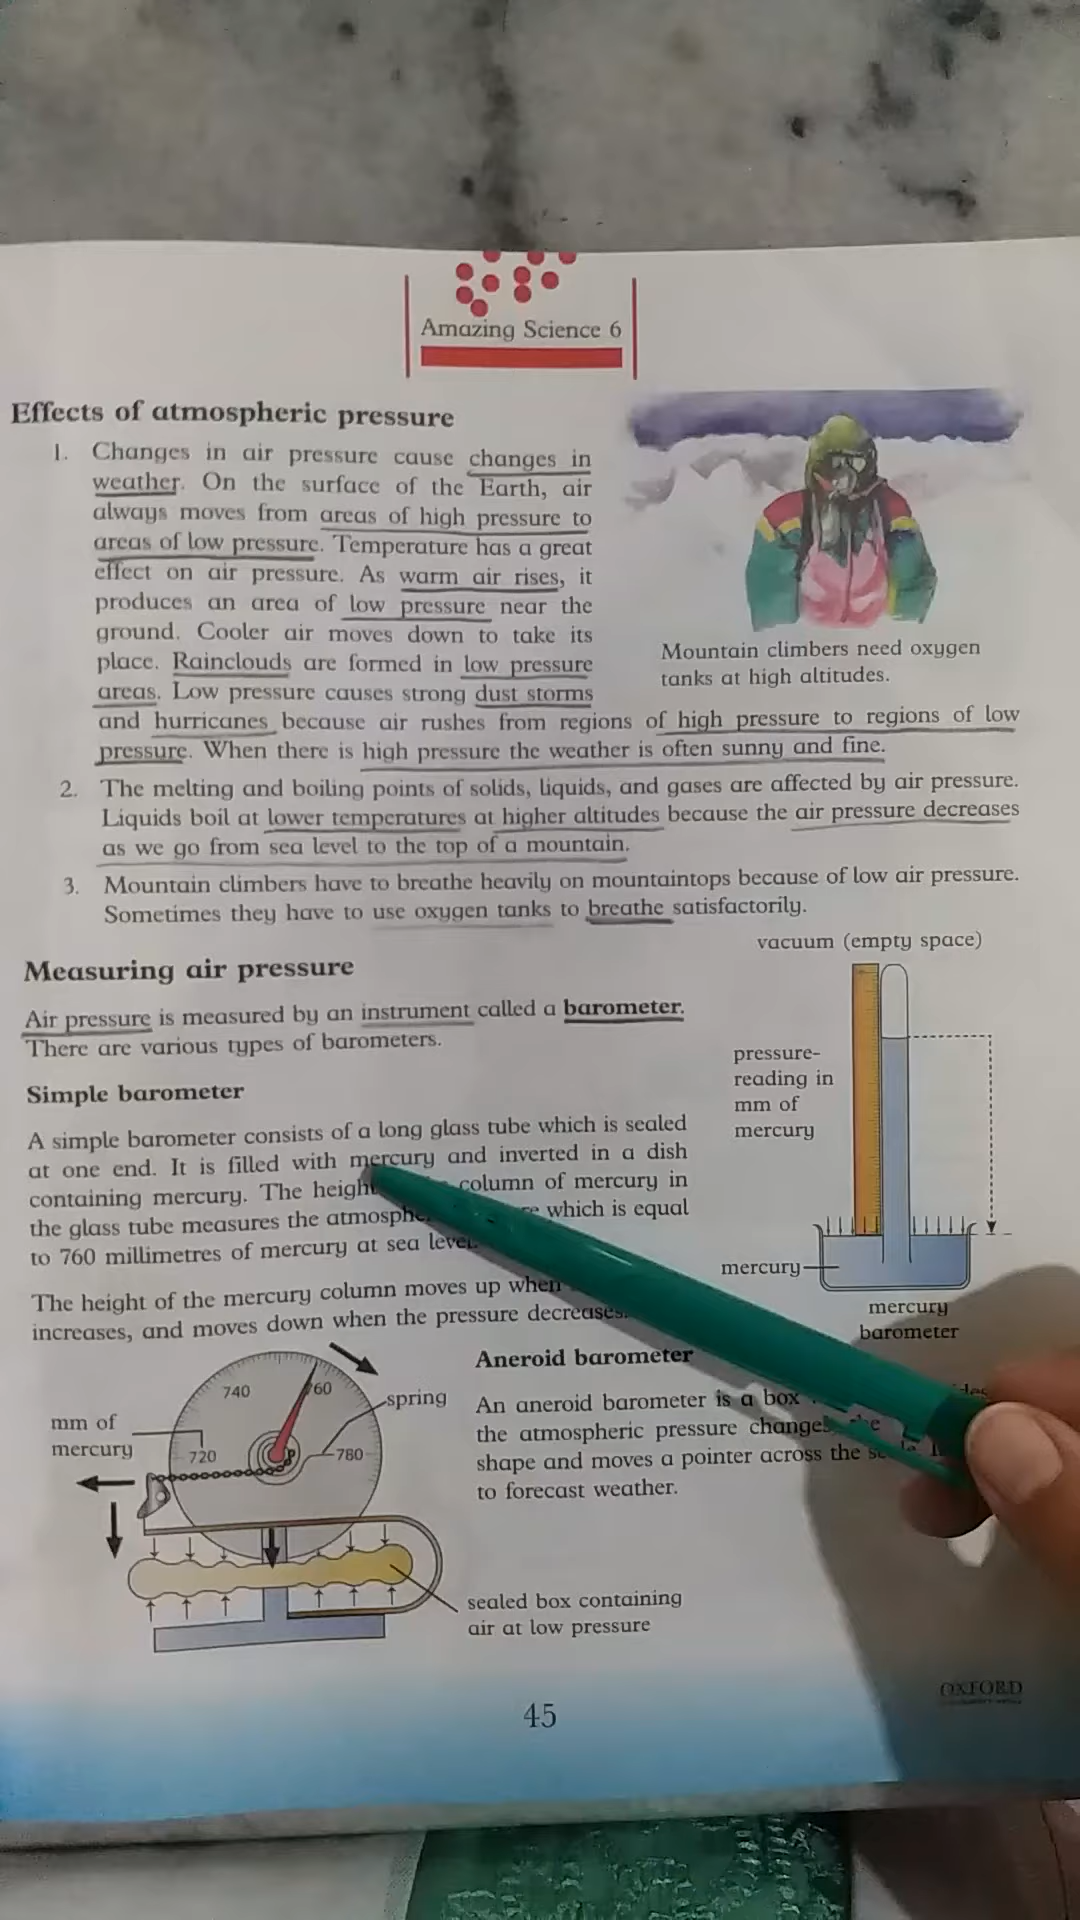 Amazing Science 6
Effects of atmospheric pressure
1. Changes in air pressure cause changes in
weather. On the surface of the Earth, air
always moves from areas of high pressure to
areas of low pressure. Temperature has a great
effect on air pressure. As warm air rises, it
produces an area of low pressure near the
ground. Cooler air moves down to take its
place. Rainclouds are formed in low pressure
areas. Low pressure causes strong dust storms
and hurricanes because air rushes from regions of high pressure to regions of low
pressure. When there is high pressure the weather is often sunny and fine.
Mountain climbers need oxygen
tanks at high altitudes.
2. The melting and boiling points of solids, liquids, and gases are affected by air pressure.
Liquids boil at lower temperatures at higher altitudes because the air pressure decreases
as we go from sea level to the top of a mountain.
3. Mountain climbers have to breathe heavily on mountaintops because of low air pressure.
Sometimes they have to use oxygen tanks to breathe satisfactorily.
Measuring air pressure
Air pressure is measured by an instrument called a barometer.
There are various types of barometers.
Simple barometer
A simple barometer consists of a long glass tube which is sealed
at one end. It is filled with mercury and inverted in a dish
containing mercury. The height column of mercury in
the glass tube measures the which is equal
to 760 millimetres of mercury at sea level.
The height of the mercury column moves up when
increases, and moves down when the pressure decreases.
vacuum (empty space)
pressure-
reading in
mm of
mercury
mercury
mercury
barometer
Aneroid barometer
An aneroid barometer is a box
the atmospheric pressure changes,
shape and moves a pointer across the
to forecast weather.
mm of
mercury
720
740
760
780
spring
sealed box containing
air at low pressure
45
OXFORD